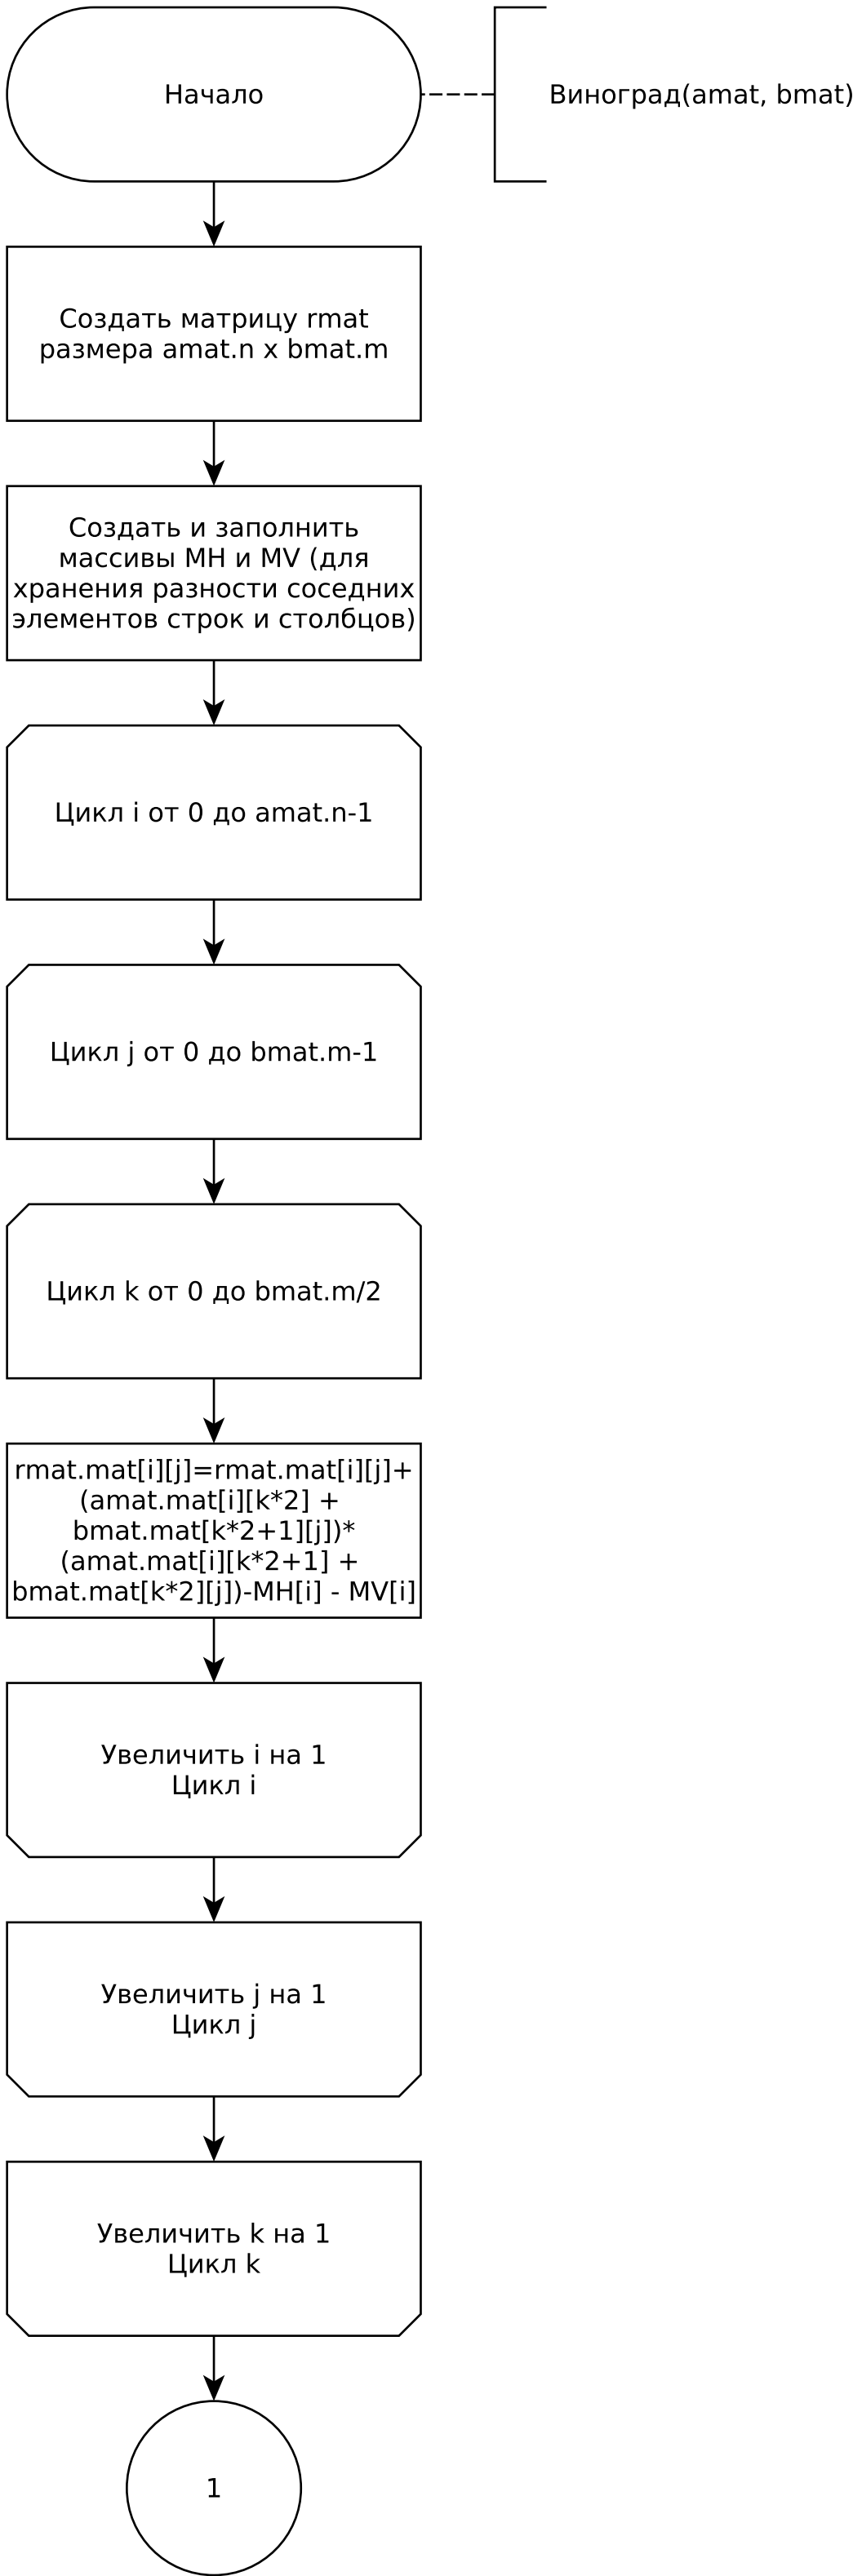 Начало
Виноград(amat, bmat)
Создать матрицу rmat
размера amat.n x bmat.m
Создать и заполнить
массивы MH и MV (для
хранения разности соседних
элементов строк и столбцов)
Цикл i от 0 до amat.n-1
Цикл j от 0 до bmat.m-1
Цикл k от 0 до bmat.m/2
rmat.mat[i][j]=rmat.mat[i][j]+
(amat.mat[i][k*2] +
bmat.mat[k*2+1][j])*
(amat.mat[i][k*2+1] +
bmat.mat[k*2][j])-MH[i] - MV[i]
Увеличить i на 1
Цикл i
Увеличить j на 1
Цикл j
Увеличить k на 1
Цикл k
1